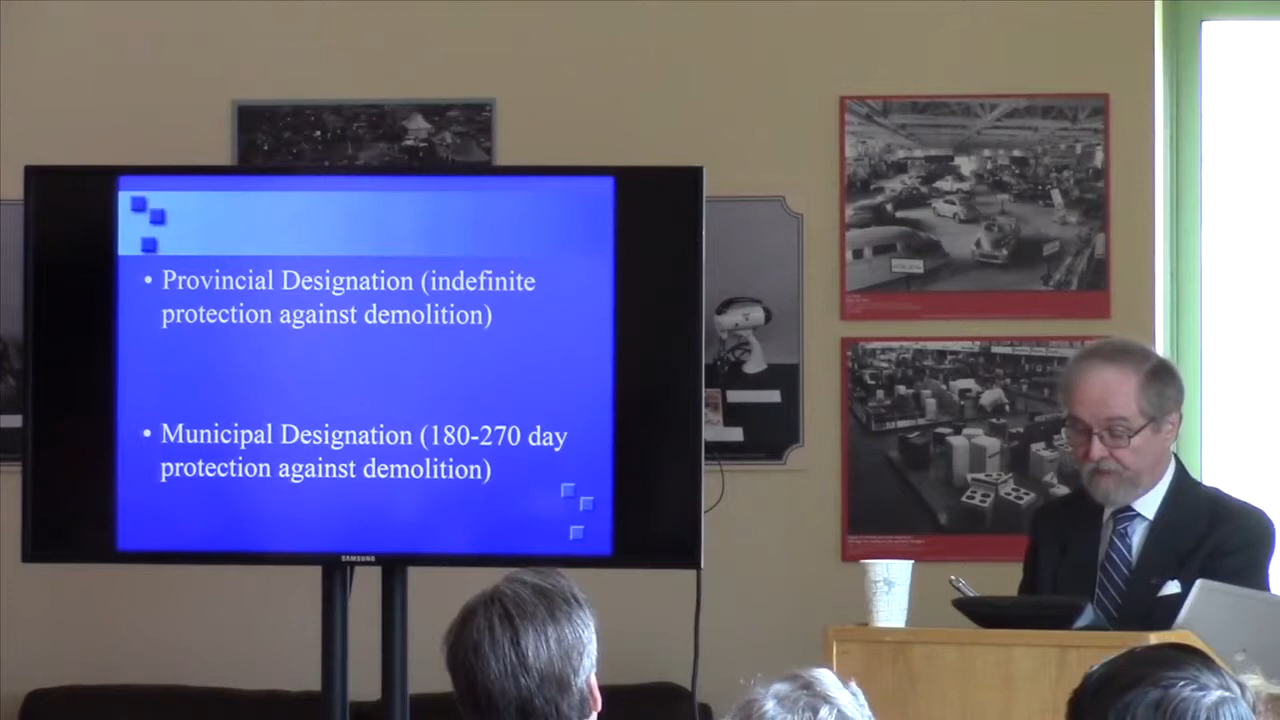 • Provincial Designation (indefinite
protection against demolition)
• Municipal Designation (180-270 day
protection against demolition)
SAMSUNG